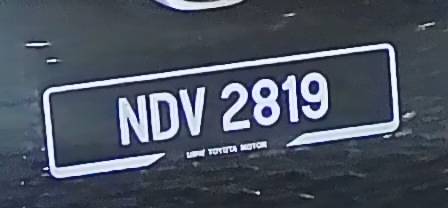 NDV 2819
UMW TOYOTA MOTOR